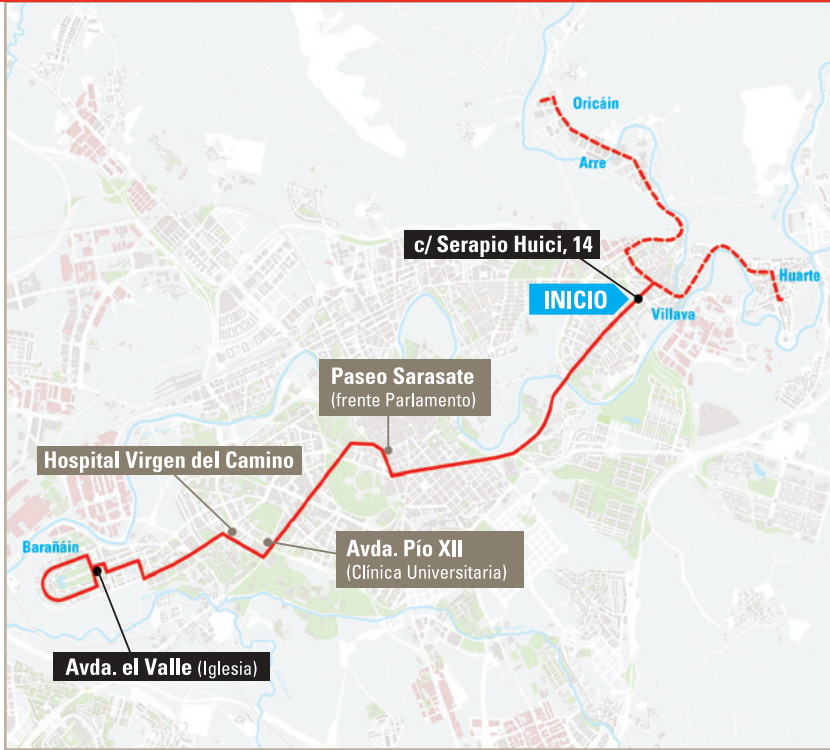 Oricáin
Arre
c/ Serapio Huici, 14
Huarte
INICIO
Villava
Paseo Sarasate
(frente Parlamento)
Hospital Virgen del Camino
Avda. Pío XII
(Clínica Universitaria)
Barañáin
Avda. el Valle (Iglesia)